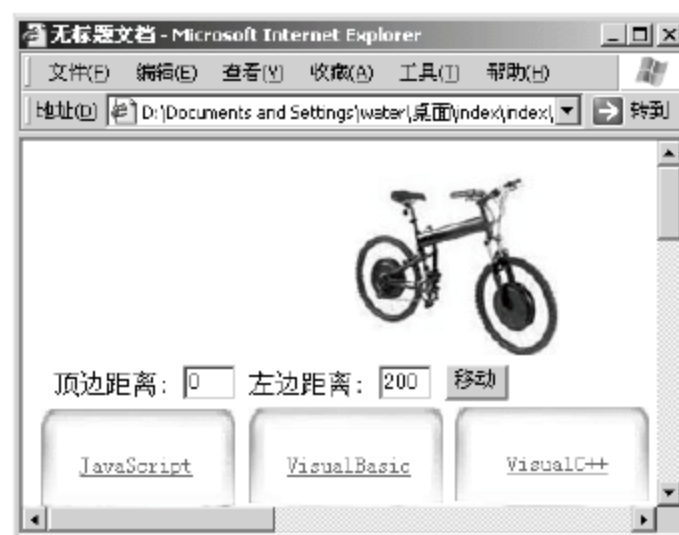 无标题文档 - Microsoft Internet Explorer
文件(F) 编辑(E) 查看(V) 收藏(A) 工具(T) 帮助(H)
地址(D) D:\Documents and Settings\water\桌面\index\index\ 转到
顶边距离: 0 左边距离: 200 移动
JavaScript VisualBasic VisualC++